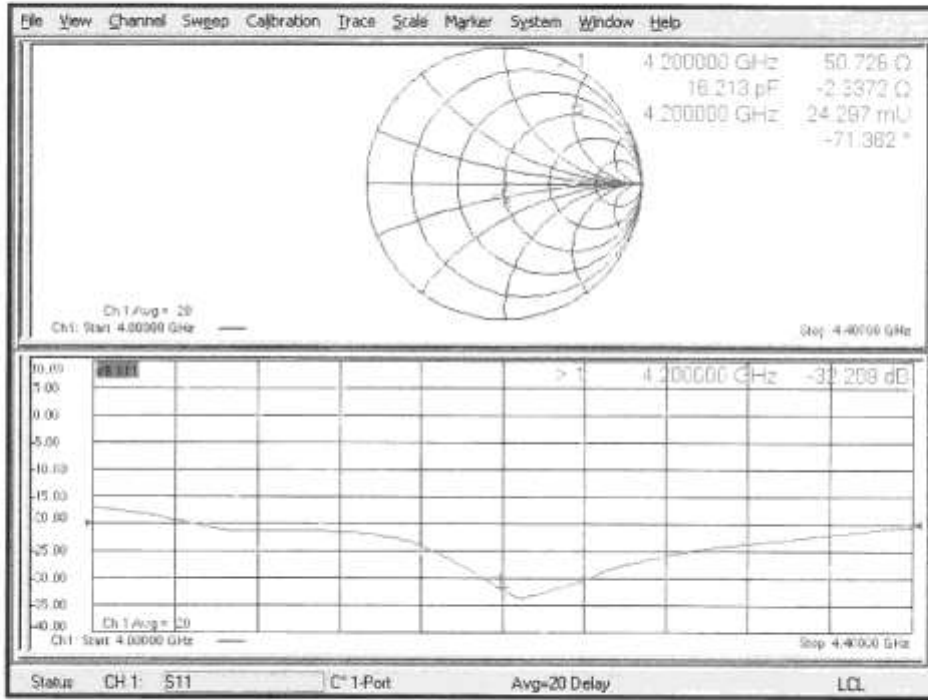 File View Channel Sweep Calibration Trace Scale Marker System Window Help
> 1 4.200000 GHz 50.726 Ω
16.213 pF -2.3372 Ω
4.200000 GHz 24.297 mU
-71.362 °
Ch 1 Avg = 20
Ch1: Start 4.00000 GHz Stop 4.40000 GHz
10.00
> 1 4.200000 GHz -32.288 dB
5.00
0.00
-5.00
-10.00
-15.00
-20.00
-25.00
-30.00
-35.00
-40.00
Ch 1 Avg = 20
Ch1: Start 4.00000 GHz Stop 4.40000 GHz
Status CH 1: S11 C* 1-Port Avg=20 Delay LCL